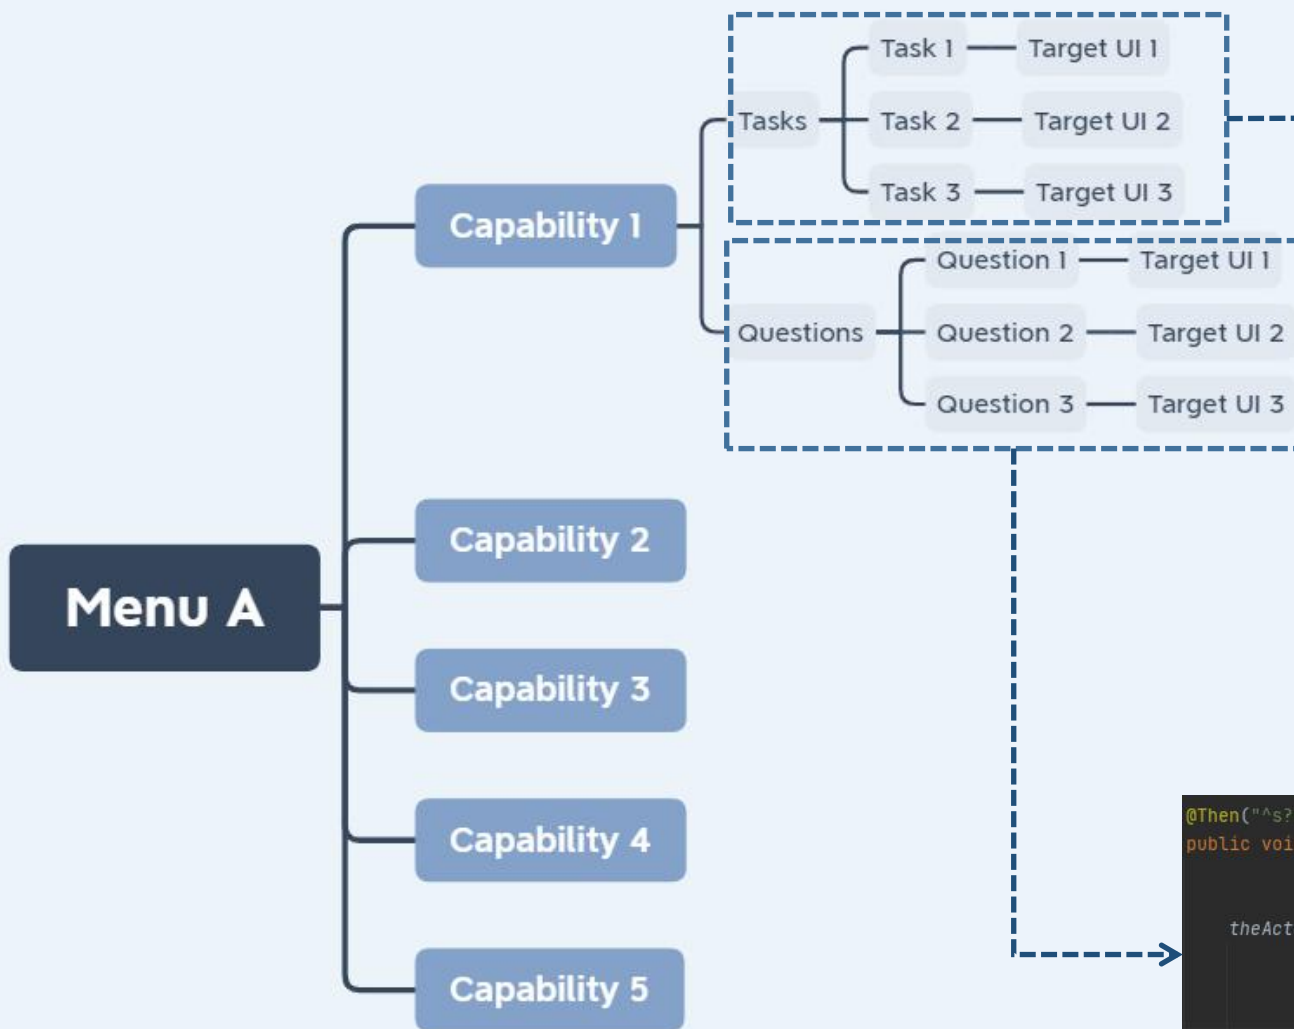 Menu A
Capability 1
Tasks
Task 1
Target UI 1
Task 2
Target UI 2
Task 3
Target UI 3
Questions
Question 1
Target UI 1
Question 2
Target UI 2
Question 3
Target UI 3
Capability 2
Capability 3
Capability 4
Capability 5
@Then("^s?
public voi
theAct